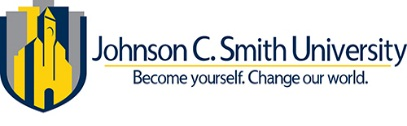 Johnson C. Smith University
Become yourself. Change our world.